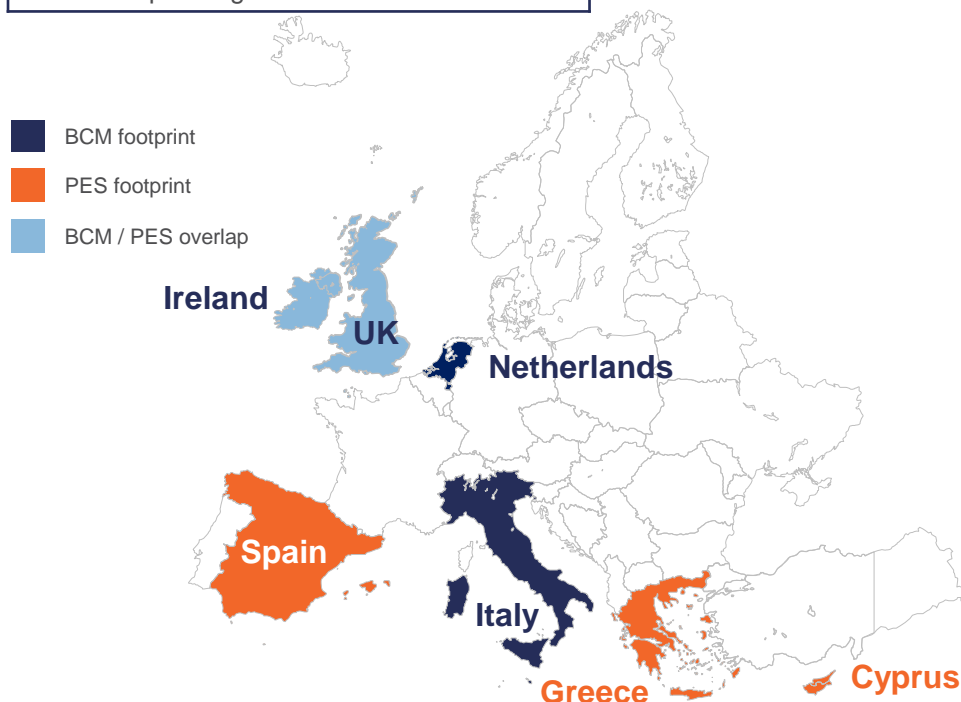 BCM footprint
PES footprint
BCM / PES overlap
Ireland
UK
Netherlands
Spain
Italy
Greece
Cyprus